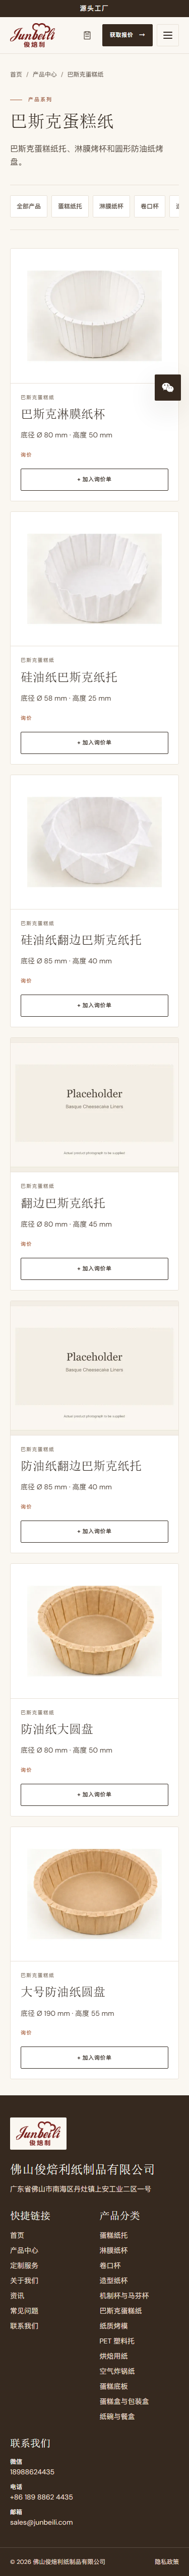 源头工厂
Junbeili
俊焙制
获取报价 →
首页 / 产品中心 / 巴斯克蛋糕纸
产品系列
巴斯克蛋糕纸
巴斯克蛋糕纸托、淋膜烤杯和圆形防油纸烤盘。
全部产品 蛋糕纸托 淋膜纸杯 卷口杯
巴斯克蛋糕纸
巴斯克淋膜纸杯
底径 Ø 80 mm · 高度 50 mm
询价
+ 加入询价单
巴斯克蛋糕纸
硅油纸巴斯克纸托
底径 Ø 58 mm · 高度 25 mm
询价
+ 加入询价单
巴斯克蛋糕纸
硅油纸翻边巴斯克纸托
底径 Ø 85 mm · 高度 40 mm
询价
+ 加入询价单
Placeholder
Basque Cheesecake Liners
Actual product photograph to be supplied
巴斯克蛋糕纸
翻边巴斯克纸托
底径 Ø 80 mm · 高度 45 mm
询价
+ 加入询价单
Placeholder
Basque Cheesecake Liners
Actual product photograph to be supplied
巴斯克蛋糕纸
防油纸翻边巴斯克纸托
底径 Ø 85 mm · 高度 40 mm
询价
+ 加入询价单
巴斯克蛋糕纸
防油纸大圆盘
底径 Ø 80 mm · 高度 50 mm
询价
+ 加入询价单
巴斯克蛋糕纸
大号防油纸圆盘
底径 Ø 190 mm · 高度 55 mm
询价
+ 加入询价单
Junbeili
俊焙制
佛山俊焙利纸制品有限公司
广东省佛山市南海区丹灶镇上安工业二区一号
快捷链接
首页
产品中心
定制服务
关于我们
资讯
常见问题
联系我们
产品分类
蛋糕纸托
淋膜纸杯
卷口杯
造型纸杯
机制杯与马芬杯
巴斯克蛋糕纸
纸质烤模
PET 塑料托
烘焙用纸
空气炸锅纸
蛋糕底板
蛋糕盒与包装盒
纸碗与餐盒
联系我们
微信
18988624435
电话
+86 189 8862 4435
邮箱
sales@junbeili.com
© 2026 佛山俊焙利纸制品有限公司 隐私政策